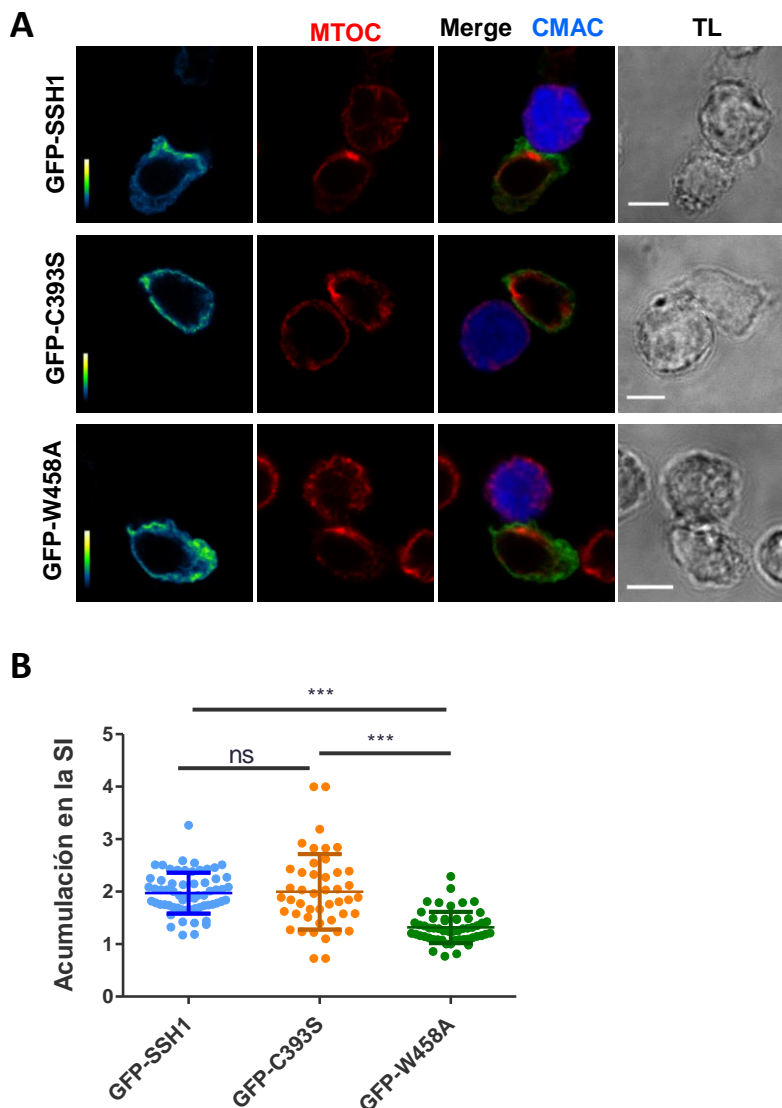 A
MTOC Merge CMAC TL
GFP-SSH1
GFP-C393S
GFP-W458A
B
***
***
ns
Acumulación en la SI
5
4
3
2
1
0
GFP-SSH1
GFP-C393S
GFP-W458A